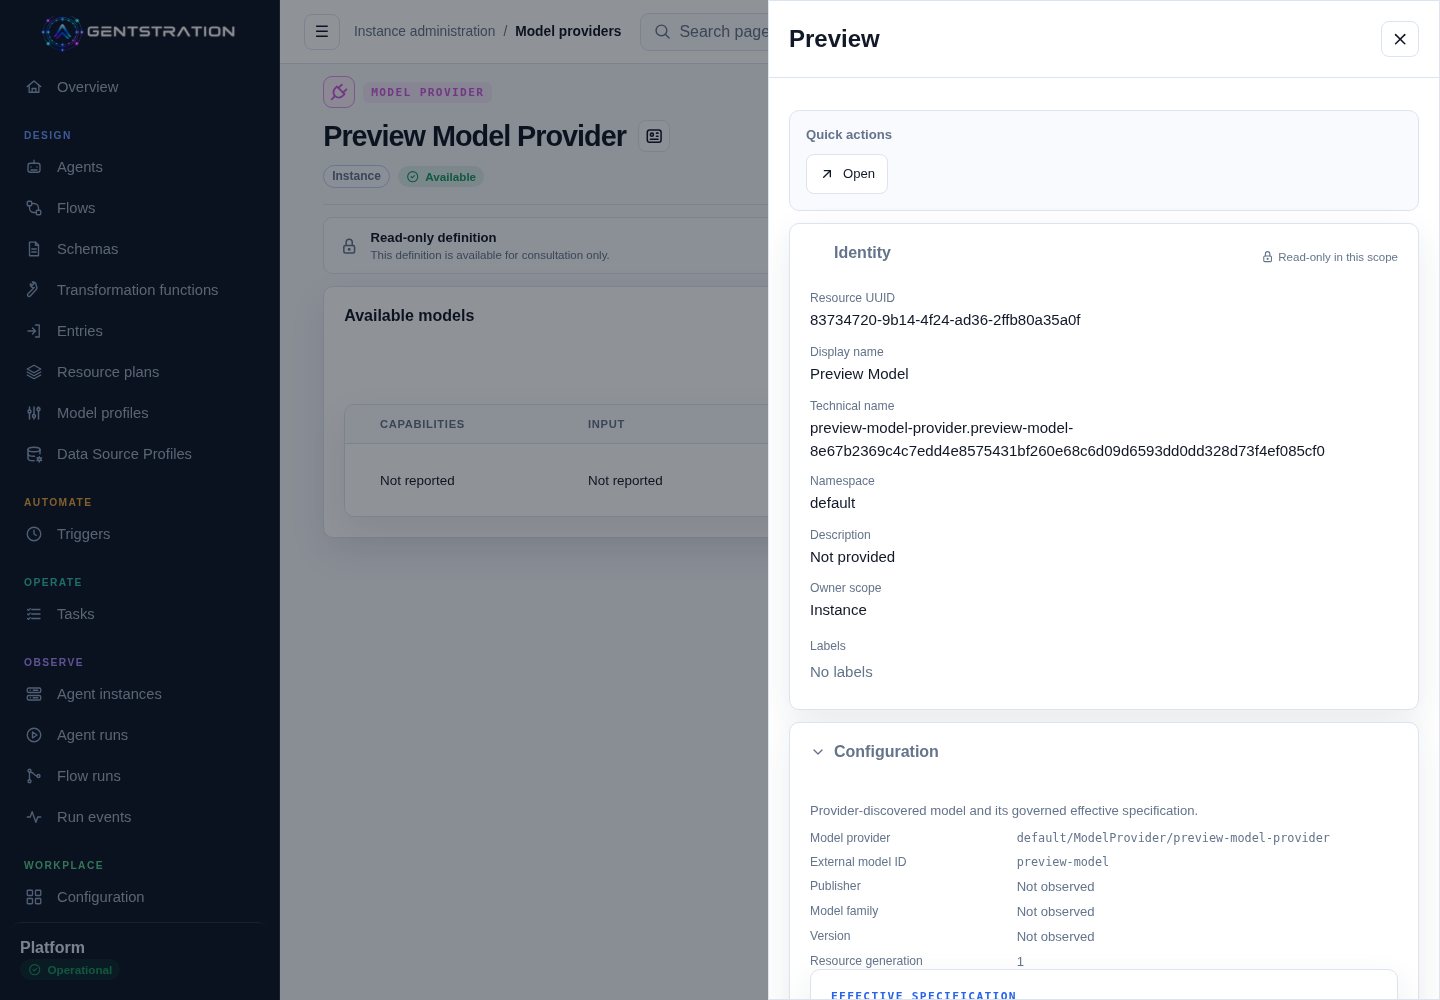 GENTSTRATION
Overview
DESIGN
Agents
Flows
Schemas
Transformation functions
Entries
Resource plans
Model profiles
Data Source Profiles
AUTOMATE
Triggers
OPERATE
Tasks
OBSERVE
Agent instances
Agent runs
Flow runs
Run events
WORKPLACE
Configuration
Platform
Operational
Instance administration / Model providers
Search page
MODEL PROVIDER
Preview Model Provider
Instance
Available
Read-only definition
This definition is available for consultation only.
Available models
CAPABILITIES INPUT
Not reported Not reported
Preview
Quick actions
Open
Identity
Read-only in this scope
Resource UUID
83734720-9b14-4f24-ad36-2ffb80a35a0f
Display name
Preview Model
Technical name
preview-model-provider.preview-model-
8e67b2369c4c7edd4e8575431bf260e68c6d09d6593dd0dd328d73f4ef085cf0
Namespace
default
Description
Not provided
Owner scope
Instance
Labels
No labels
Configuration
Provider-discovered model and its governed effective specification.
Model provider default/ModelProvider/preview-model-provider
External model ID preview-model
Publisher Not observed
Model family Not observed
Version Not observed
Resource generation 1
EFFECTIVE SPECIFICATION